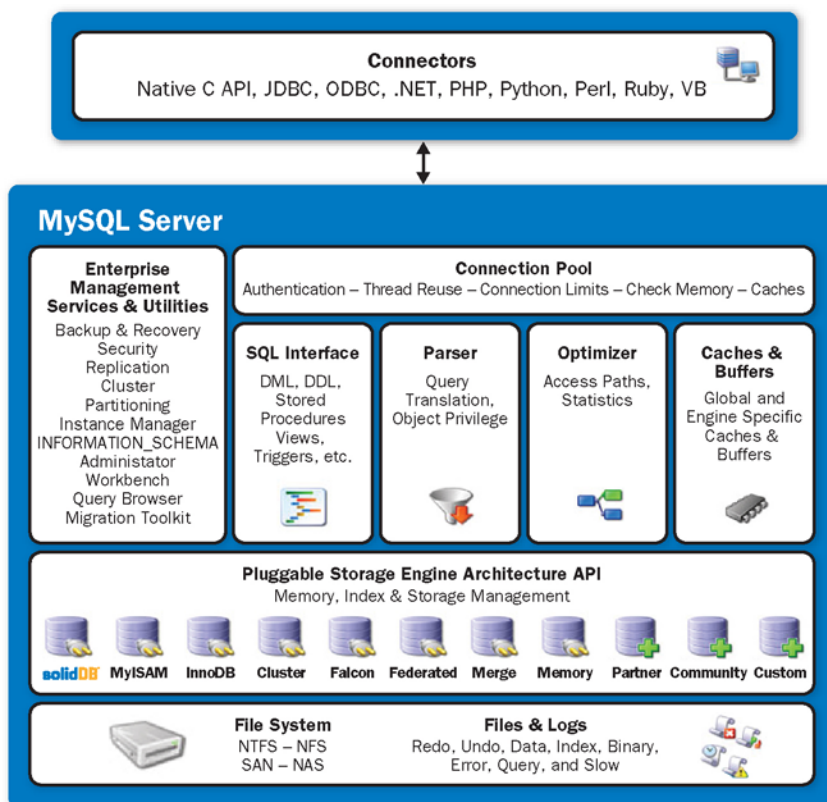 Connectors
Native C API, JDBC, ODBC, .NET, PHP, Python, Perl, Ruby, VB
MySQL Server
Enterprise
Management
Services & Utilities
Backup & Recovery
Security
Replication
Cluster
Partitioning
Instance Manager
INFORMATION_SCHEMA
Administator
Workbench
Query Browser
Migration Toolkit
Connection Pool
Authentication – Thread Reuse – Connection Limits – Check Memory – Caches
SQL Interface
DML, DDL,
Stored
Procedures
Views,
Triggers, etc.
Parser
Query
Translation,
Object Privilege
Optimizer
Access Paths,
Statistics
Caches &
Buffers
Global and
Engine Specific
Caches &
Buffers
Pluggable Storage Engine Architecture API
Memory, Index & Storage Management
solidDB
MyISAM
InnoDB
Cluster
Falcon
Federated
Merge
Memory
Partner
Community
Custom
File System
NTFS – NFS
SAN – NAS
Files & Logs
Redo, Undo, Data, Index, Binary,
Error, Query, and Slow